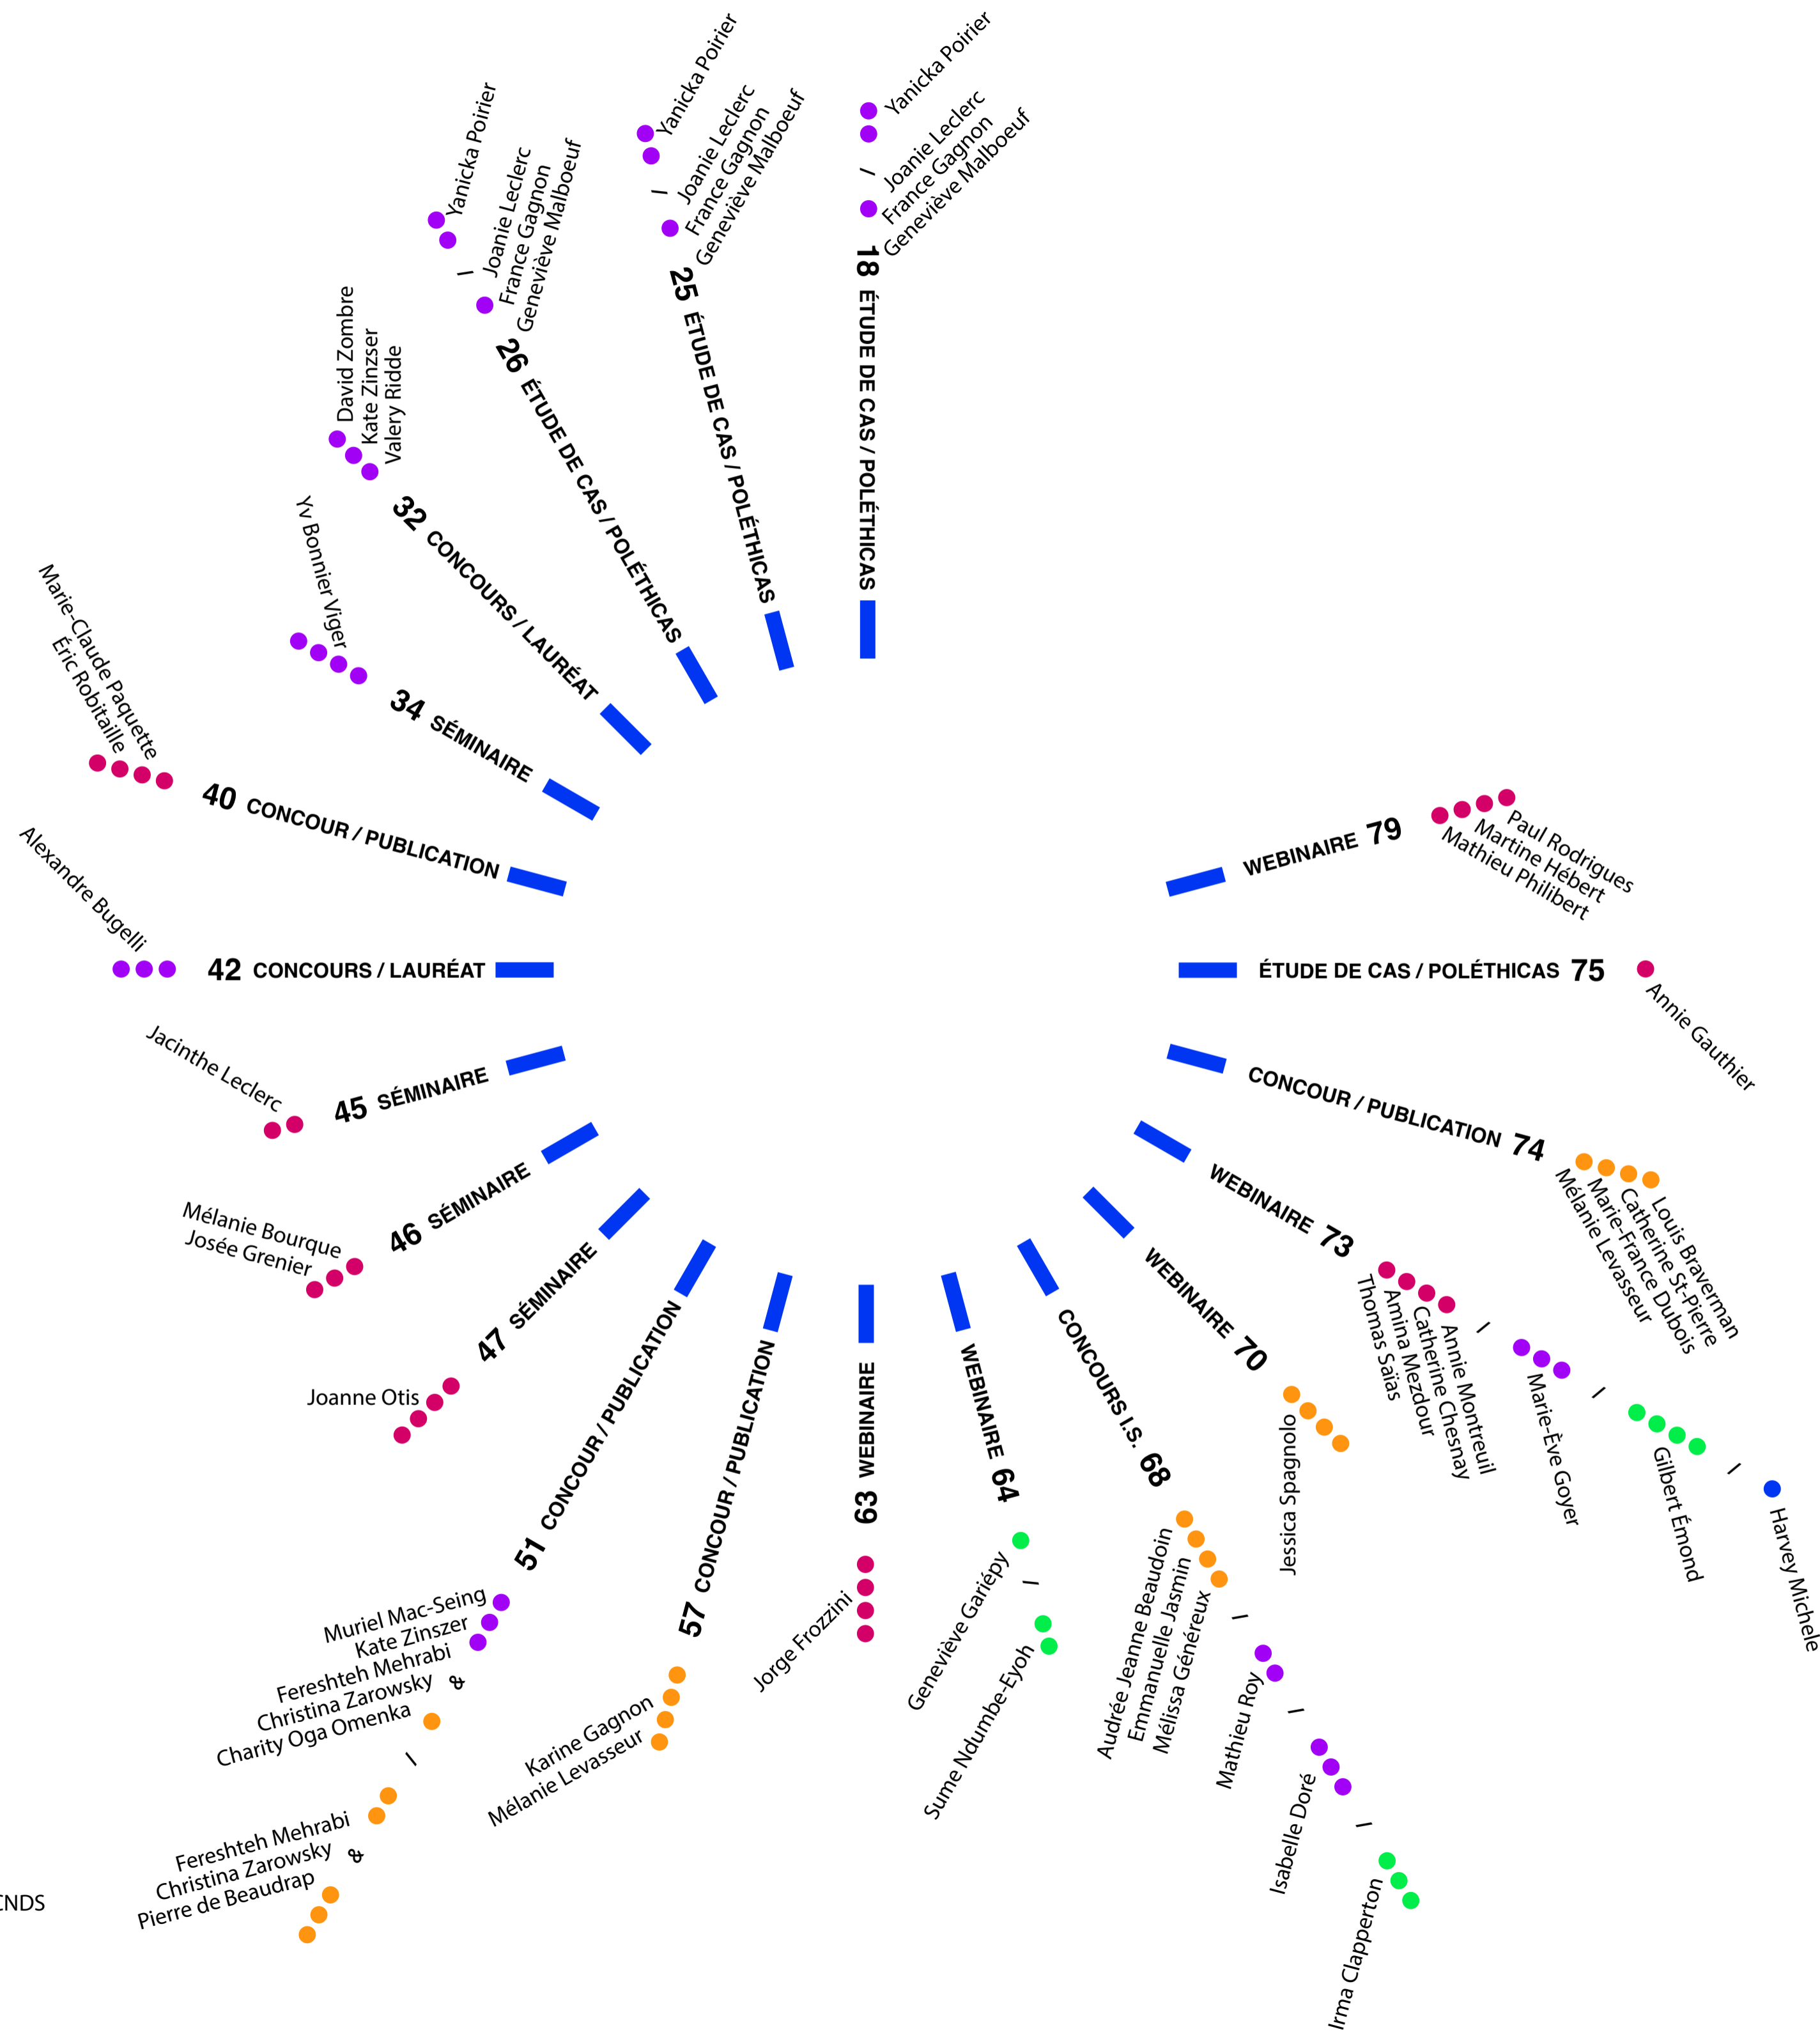 Yanicka Poirier
/
Joanie Leclerc
France Gagnon
Geneviève Malboeuf
18 ÉTUDE DE CAS / POLÉTHICAS
Yanicka Poirier
/
Joanie Leclerc
France Gagnon
Geneviève Malboeuf
25 ÉTUDE DE CAS / POLÉTHICAS
Yanicka Poirier
/
Joanie Leclerc
France Gagnon
Geneviève Malboeuf
26 ÉTUDE DE CAS / POLÉTHICAS
David Zombre
Kate Zinzser
Valery Ridde
32 CONCOURS / LAURÉAT
Yv Bonnier Viger
34 SÉMINAIRE
Marie-Claude Paquette
Éric Robitaille
40 CONCOUR / PUBLICATION
Alexandre Bugelli
42 CONCOURS / LAURÉAT
Jacinthe Leclerc
45 SÉMINAIRE
Mélanie Bourque
Josée Grenier
46 SÉMINAIRE
Joanne Otis
47 SÉMINAIRE
51 CONCOUR / PUBLICATION
Muriel Mac-Seing
Kate Zinszer
Fereshteh Mehrabi
Christina Zarowsky
Charity Oga Omenka
&
/
Fereshteh Mehrabi
Christina Zarowsky
Pierre de Beaudrap
&
CNDS
57 CONCOUR / PUBLICATION
Karine Gagnon
Mélanie Levasseur
63 WEBINAIRE
Jorge Frozzini
WEBINAIRE 64
Geneviève Gariépy
/
Sume Ndumbe-Eyoh
CONCOURS I.S. 68
Audrée Jeanne Beaudoin
Emmanuelle Jasmin
Mélissa Généreux
/
Mathieu Roy
/
Isabelle Doré
/
Irma Clapperton
WEBINAIRE 70
Jessica Spagnolo
WEBINAIRE 73
Thomas Saïas
Amina Mezdour
Catherine Chesnay
Annie Montreuil
/
Marie-Ève Goyer
/
Gilbert Émond
/
Harvey Michele
CONCOUR / PUBLICATION 74
Mélanie Levasseur
Marie-France Dubois
Catherine St-Pierre
Louis Braverman
ÉTUDE DE CAS / POLÉTHICAS 75
Annie Gauthier
WEBINAIRE 79
Paul Rodrigues
Martine Hébert
Mathieu Philibert